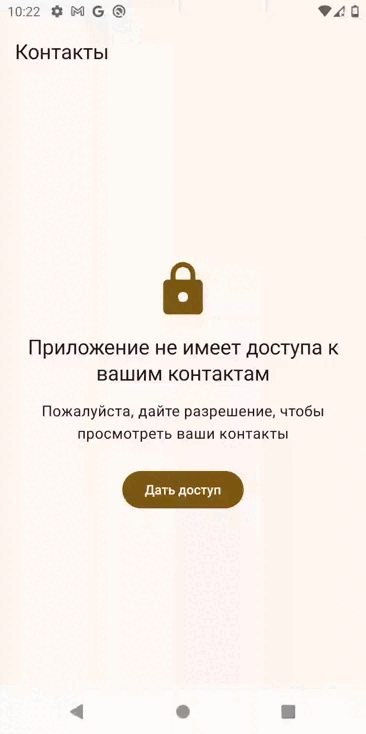 10:22
Контакты
Приложение не имеет доступа к
вашим контактам
Пожалуйста, дайте разрешение, чтобы
просмотреть ваши контакты
Дать доступ